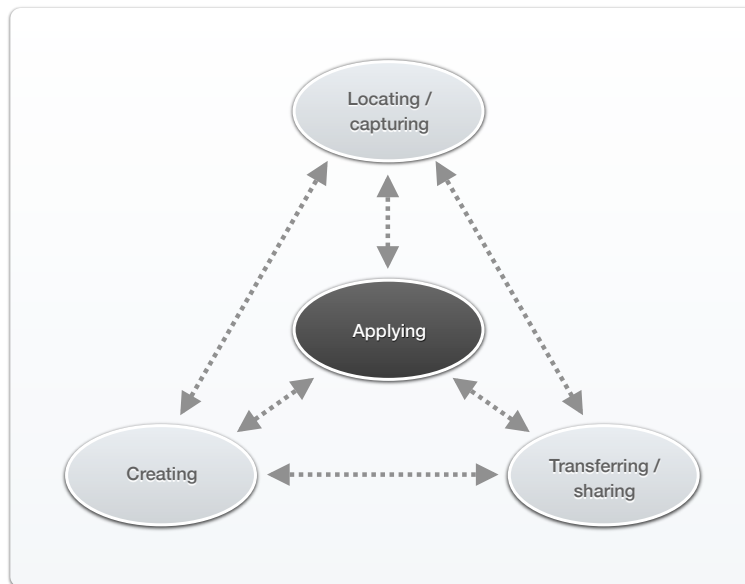 Locating /
capturing
Applying
Creating
Transferring /
sharing